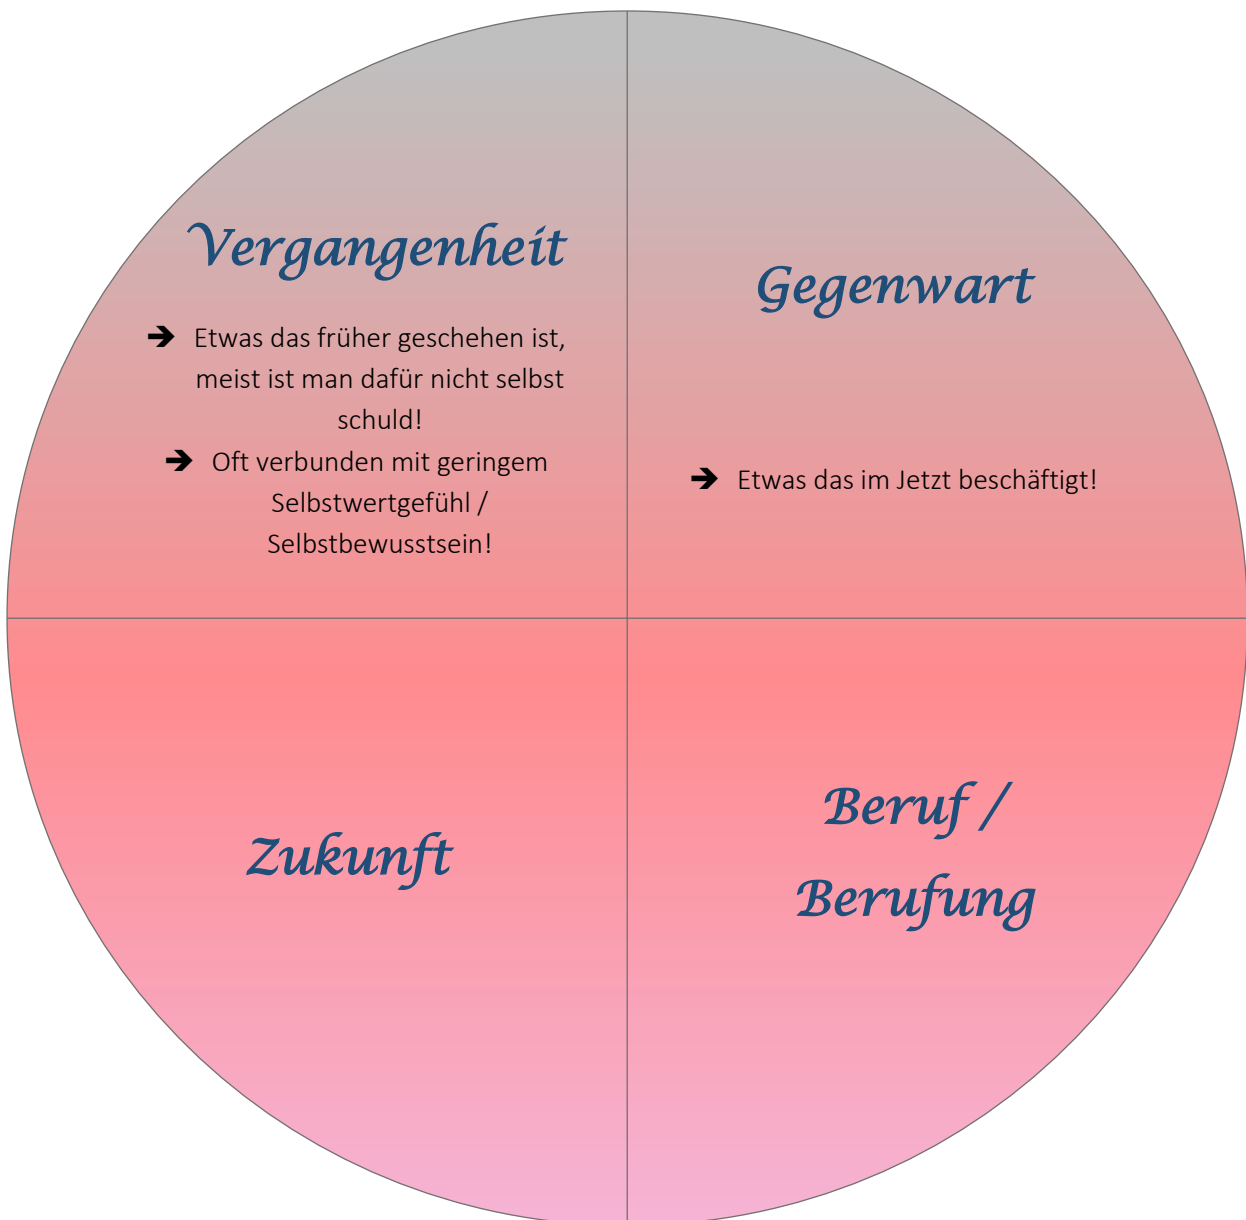 Vergangenheit
➔ Etwas das früher geschehen ist,
meist ist man dafür nicht selbst
schuld!
➔ Oft verbunden mit geringem
Selbstwertgefühl /
Selbstbewusstsein!
Gegenwart
➔ Etwas das im Jetzt beschäftigt!
Zukunft
Beruf /
Berufung